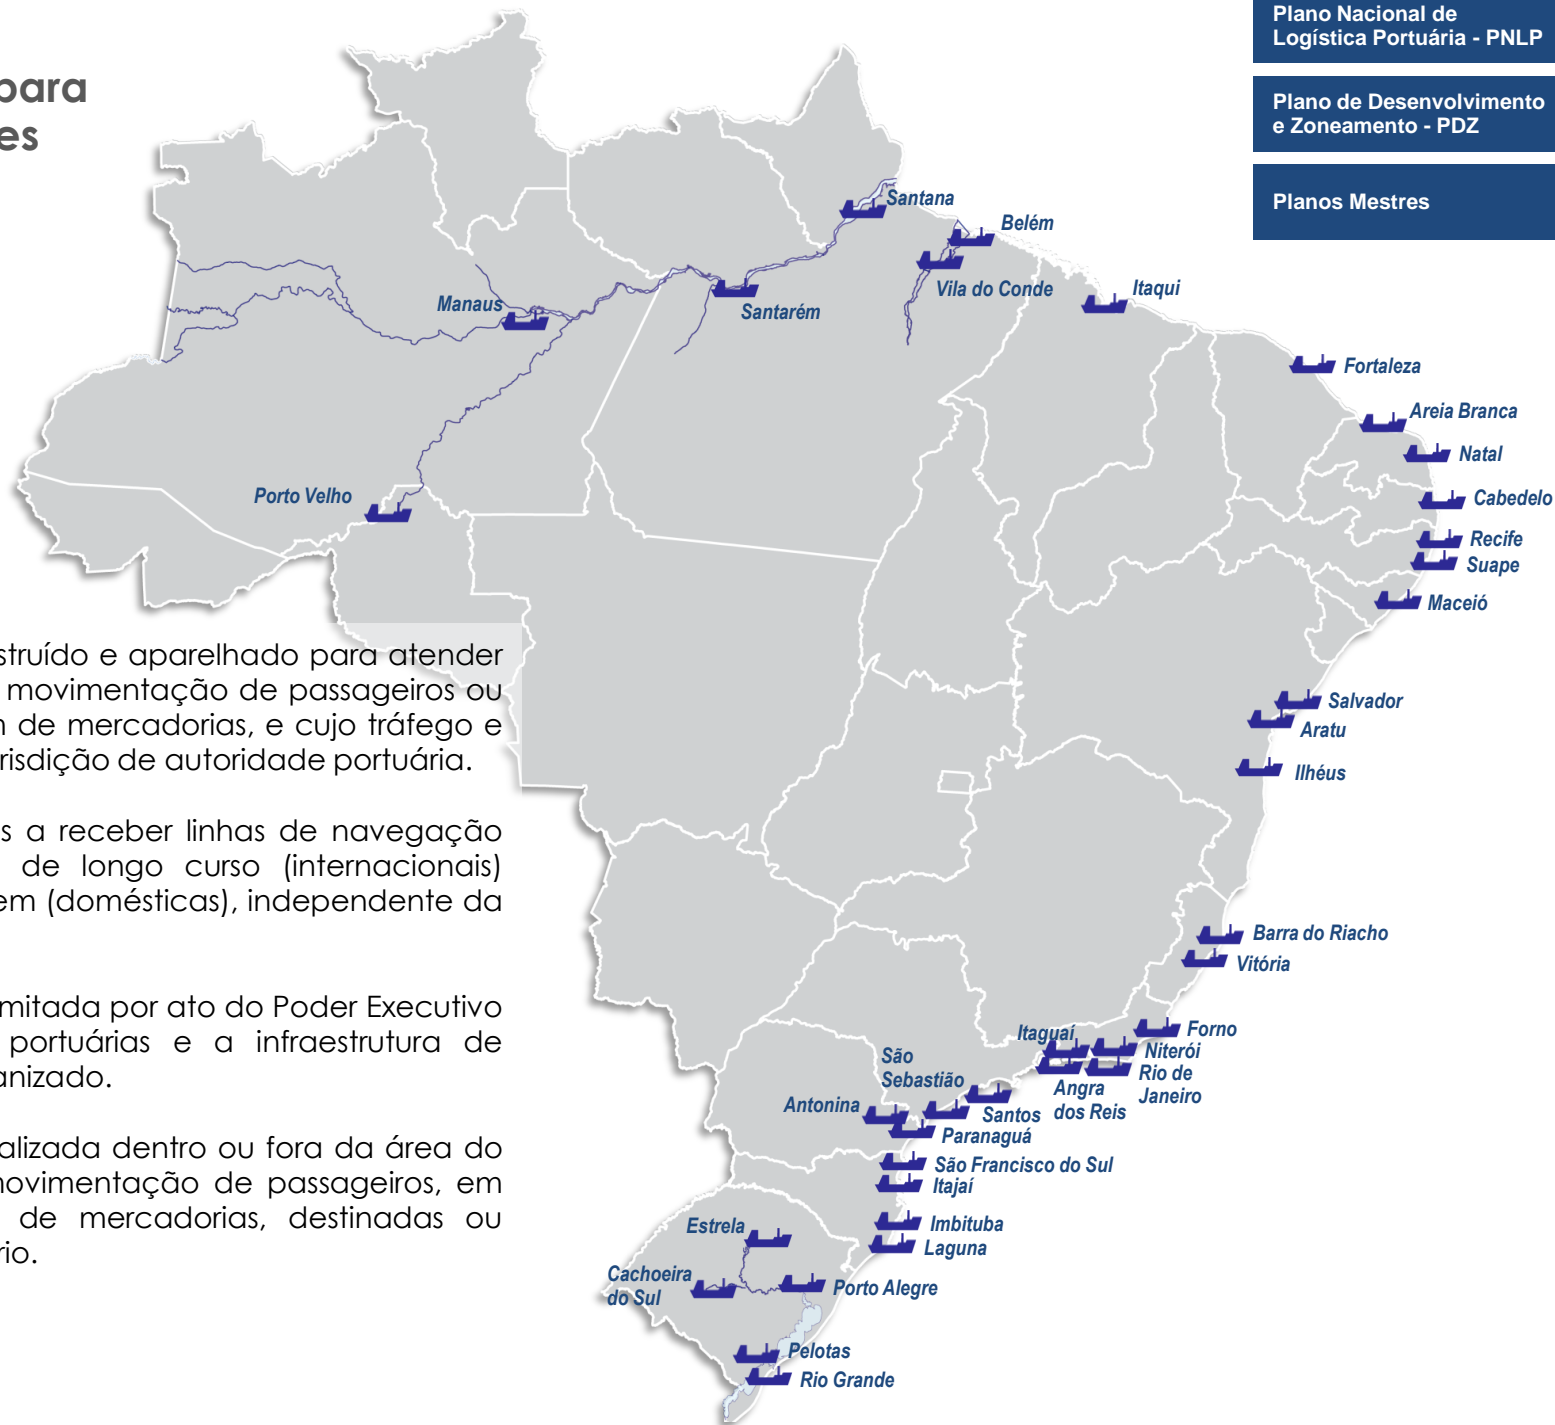 Plano Nacional de
Logística Portuária - PNLP
para
es
Plano de Desenvolvimento
e Zoneamento - PDZ
Planos Mestres
Santana
Belém
Vila do Conde
Itaqui
Manaus
Santarém
Fortaleza
Areia Branca
Natal
Porto Velho
Cabedelo
Recife
Suape
Maceió
struído e aparelhado para atender
movimentação de passageiros ou
de mercadorias, e cujo tráfego e
risdição de autoridade portuária.
Salvador
Aratu
Ilhéus
s a receber linhas de navegação
de longo curso (internacionais)
em (domésticas), independente da
Barra do Riacho
Vitória
mitada por ato do Poder Executivo
portuárias e a infraestrutura de
anizado.
Forno
Itaguaí
Niterói
Rio de
Janeiro
São
Sebastião
Angra
dos Reis
Santos
Antonina
Paranaguá
alizada dentro ou fora da área do
movimentação de passageiros, em
de mercadorias, destinadas ou
rio.
São Francisco do Sul
Itajaí
Imbituba
Laguna
Estrela
Cachoeira
do Sul
Porto Alegre
Pelotas
Rio Grande